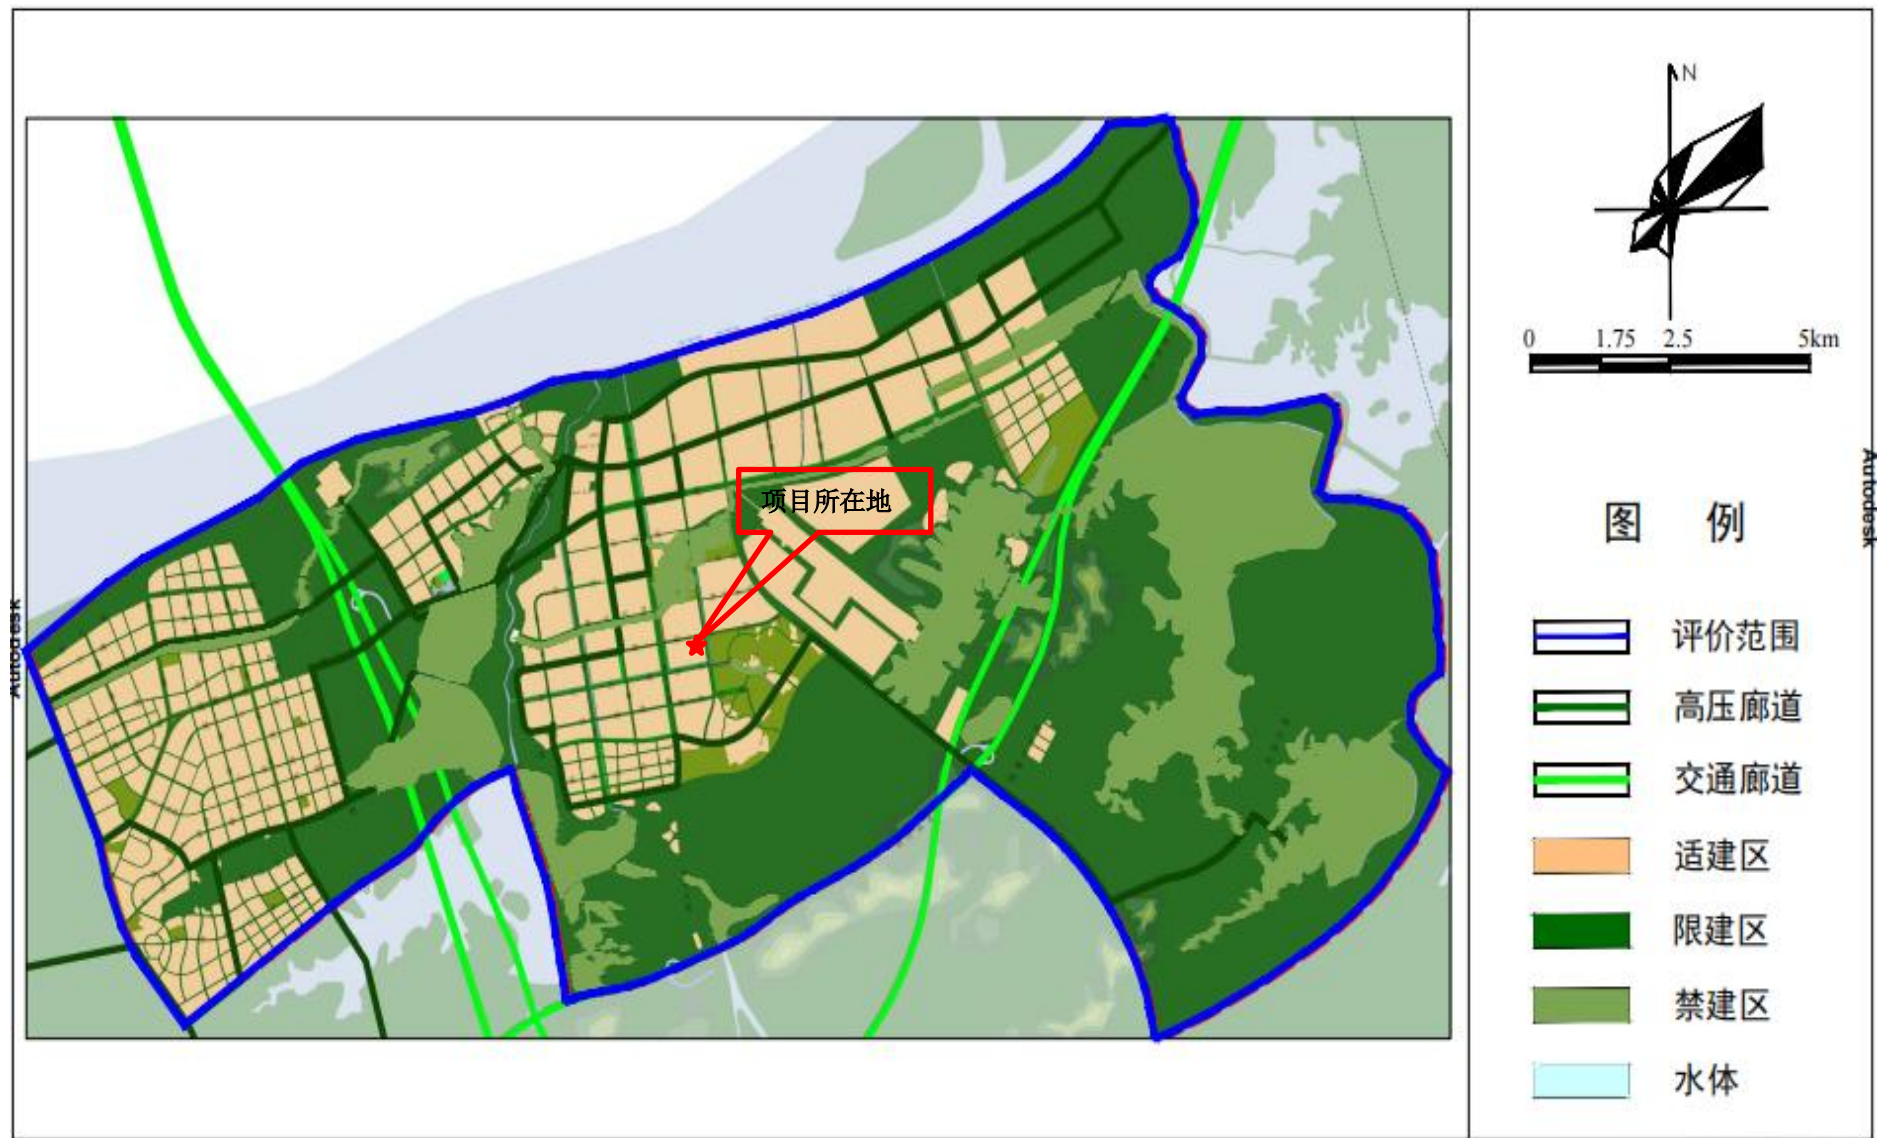 N
0 1.75 2.5 5km
Autodesk
Autodesk
项目所在地
图 例
评价范围
高压廊道
交通廊道
适建区
限建区
禁建区
水体